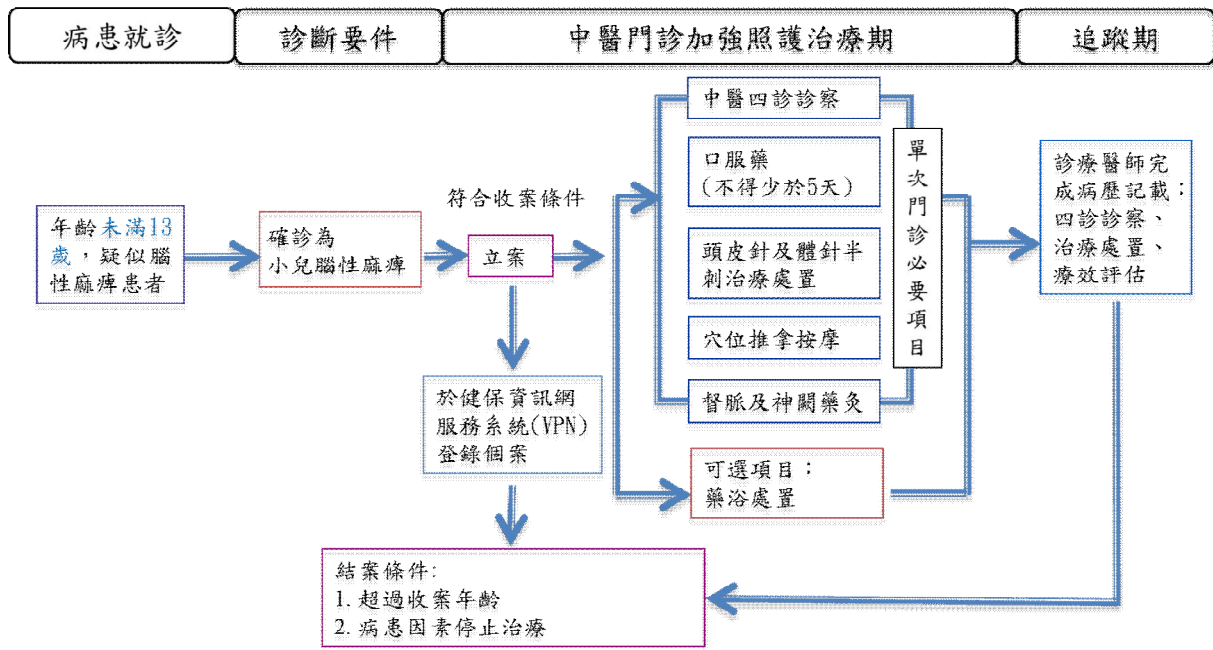 病患就診
診斷要件
中醫門診加強照護治療期
追蹤期
年齡未滿13
歲，疑似腦
性麻痺患者
確診為
小兒腦性麻痺
符合收案條件
立案
於健保資訊網
服務系統(VPN)
登錄個案
中醫四診診察
口服藥
(不得少於5天)
頭皮針及體針半
刺治療處置
穴位推拿按摩
督脈及神闕藥灸
單次門診必要項目
可選項目：
藥浴處置
診療醫師完
成病歷記載：
四診診察、
治療處置、
療效評估
結案條件:
1. 超過收案年齡
2. 病患因素停止治療